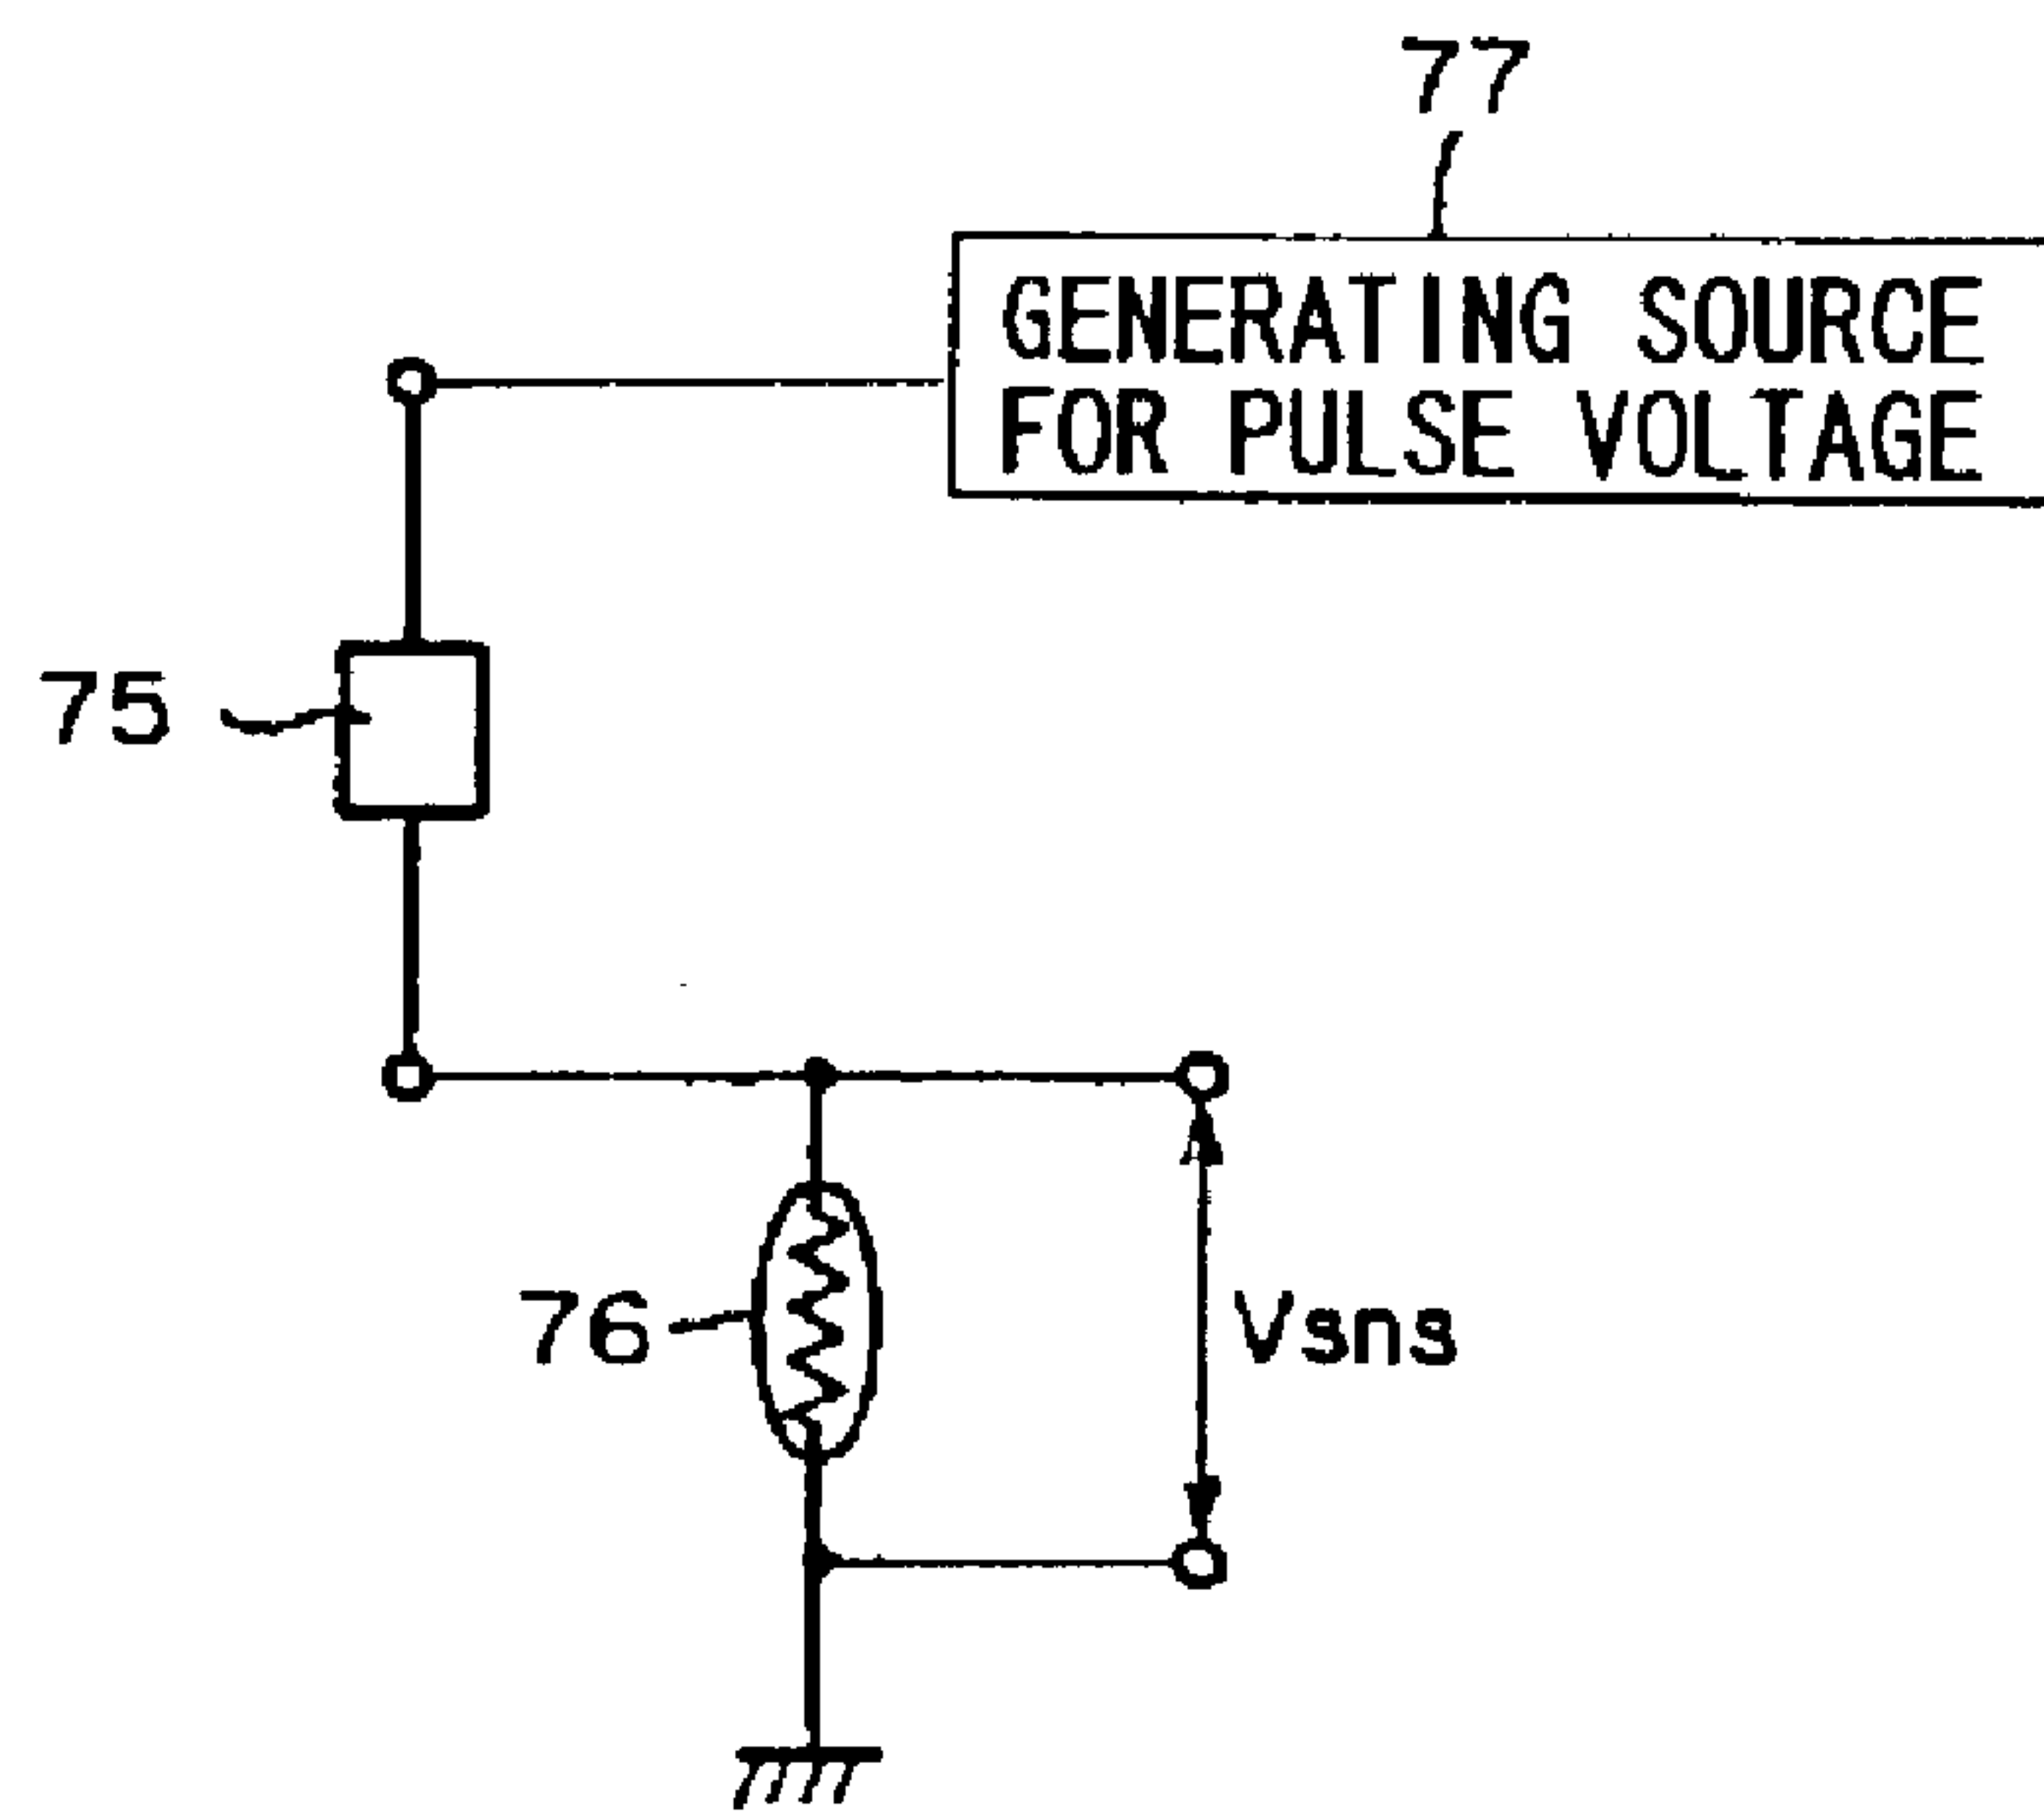 77
GENERATING SOURCE
FOR PULSE VOLTAGE
75
76
Vsns